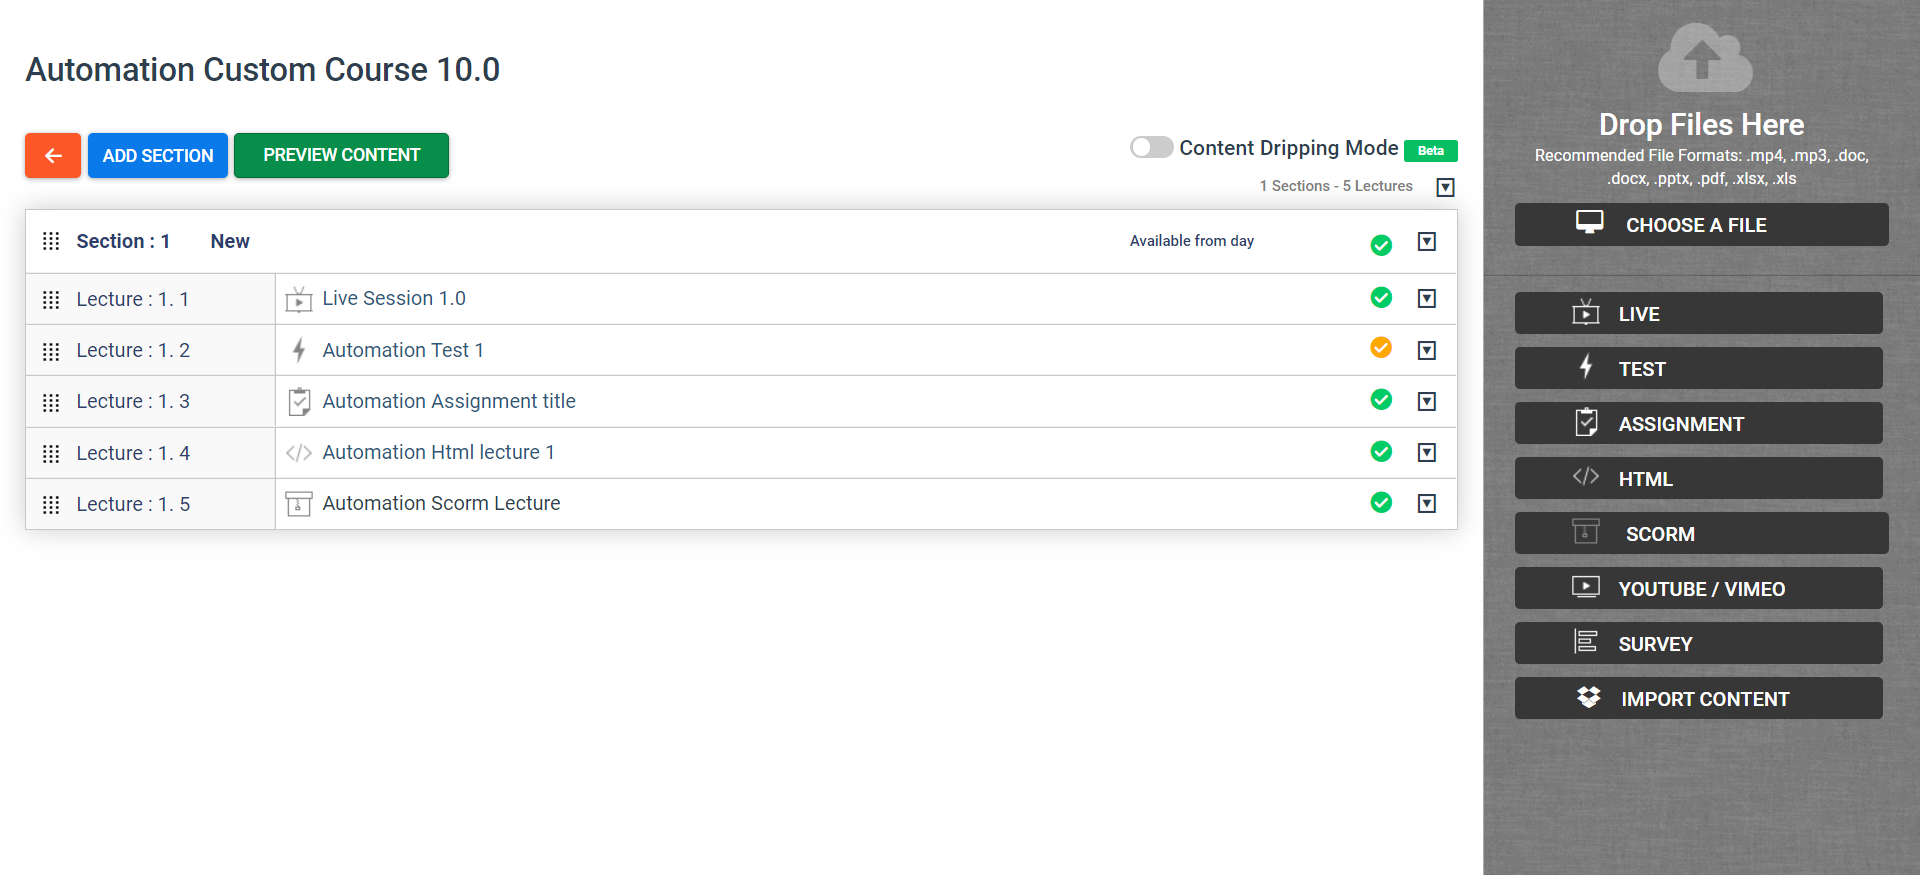 Automation Custom Course 10.0
ADD SECTION
PREVIEW CONTENT
Content Dripping Mode Beta
1 Sections - 5 Lectures
Section : 1 New Available from day
Lecture : 1. 1 Live Session 1.0
Lecture : 1. 2 Automation Test 1
Lecture : 1. 3 Automation Assignment title
Lecture : 1. 4 Automation Html lecture 1
Lecture : 1. 5 Automation Scorm Lecture
Drop Files Here
Recommended File Formats: .mp4, .mp3, .doc,
.docx, .pptx, .pdf, .xlsx, .xls
CHOOSE A FILE
LIVE
TEST
ASSIGNMENT
HTML
SCORM
YOUTUBE / VIMEO
SURVEY
IMPORT CONTENT